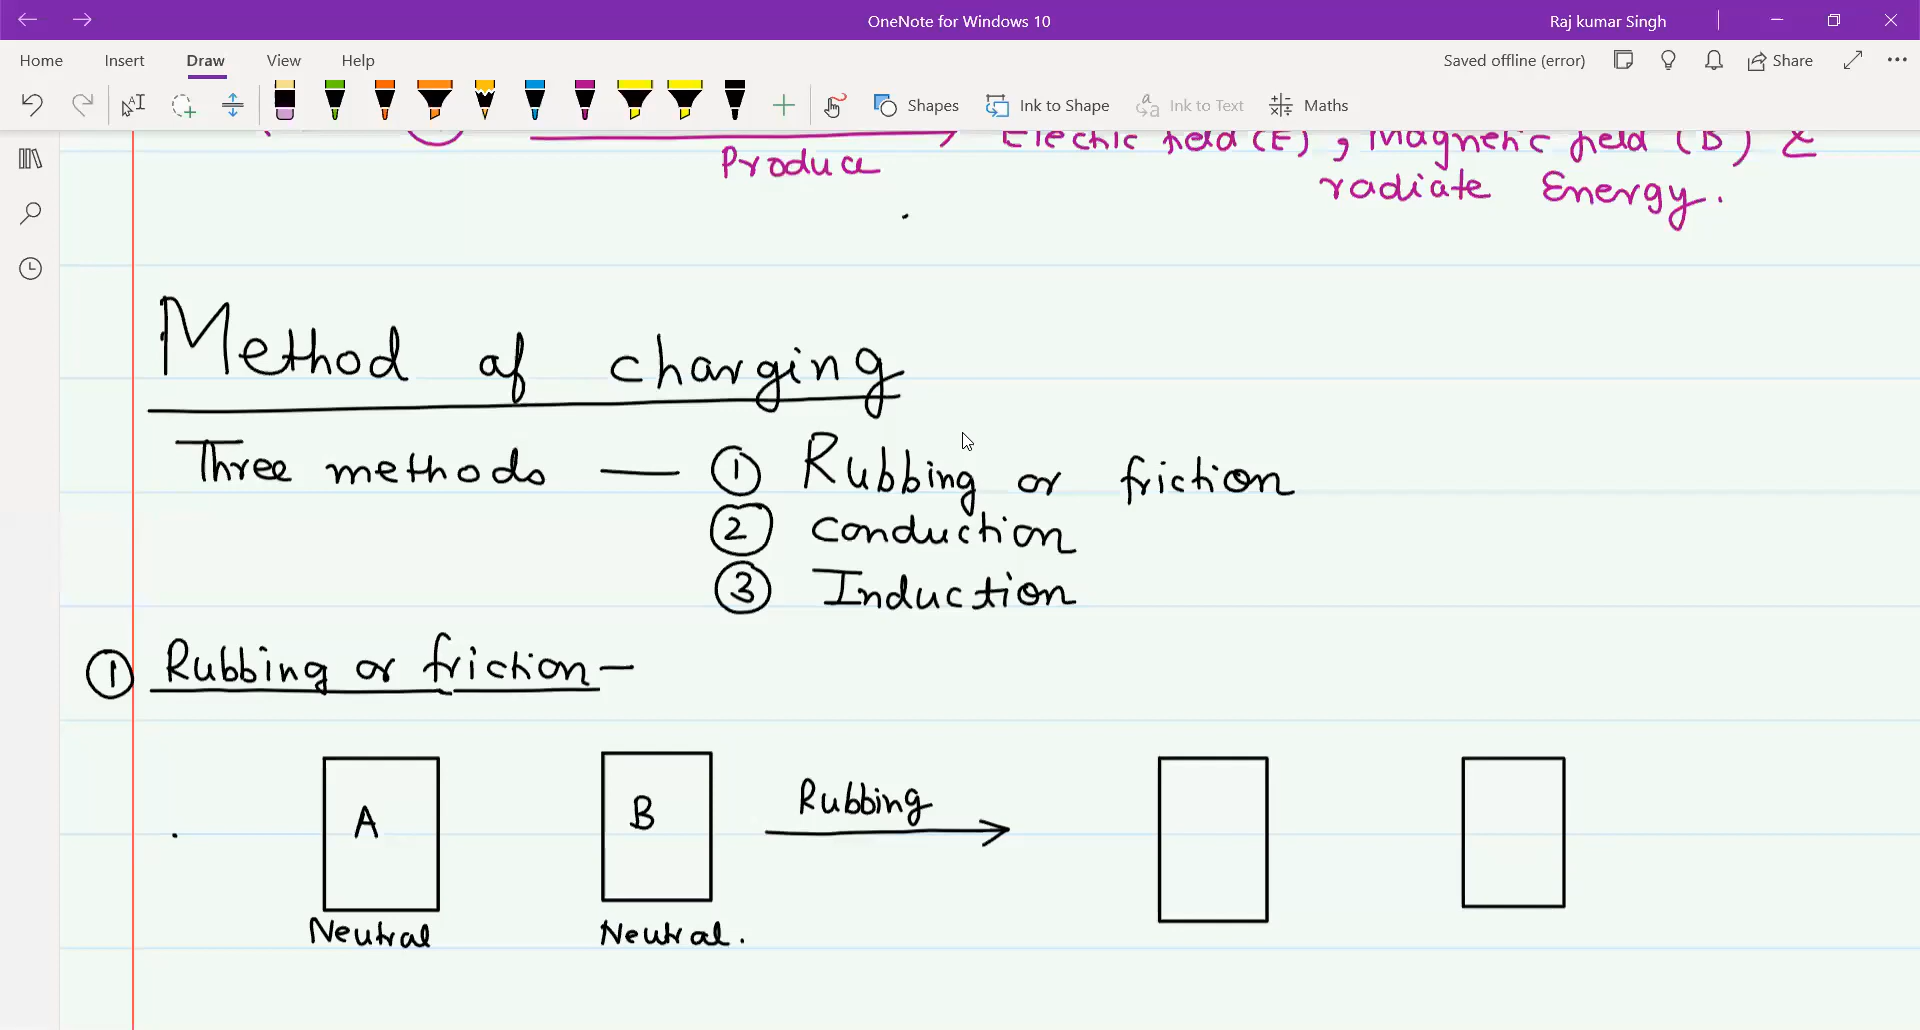 OneNote for Windows 10
Raj kumar Singh
Home Insert Draw View Help
Saved offline (error) Share
Shapes Ink to Shape Ink to Text Maths
Electric field (E) , Magnetic field (B) &
Produce
radiate Energy.
Method of charging
Three methods — ① Rubbing or friction
② Conduction
③ Induction
① Rubbing or friction —
A B Rubbing
Neutral Neutral.